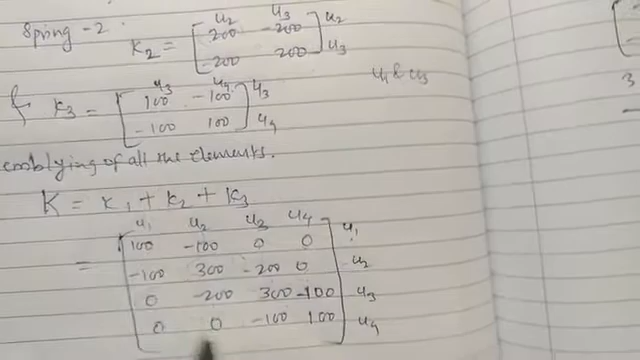 Spring - 2
u2 u3
K2 = [ 200 -200 ] u2
-200 200 u3
u3 u4
K3 = [ 100 -100 ] u3
-100 100 u4
u1 & u3
3
of all the elements.
K = K1 + K2 + K3
u1 u2 u3 u4
= [ 100 -100 0 0 ] u1
-100 300 -200 0 u2
0 -200 300 -100 u3
0 0 -100 100 u4